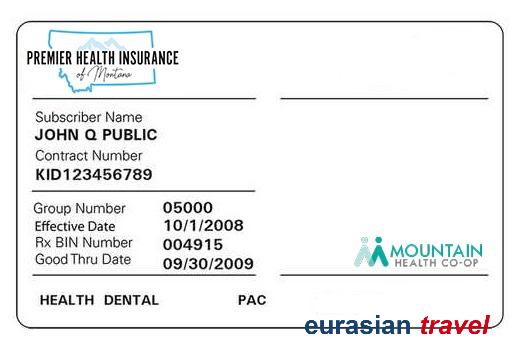 PREMIER HEALTH INSURANCE
of Montana
Subscriber Name
JOHN Q PUBLIC
Contract Number
KID123456789
Group Number 05000
Effective Date 10/1/2008
Rx BIN Number 004915
Good Thru Date 09/30/2009
MOUNTAIN
HEALTH CO-OP
HEALTH DENTAL PAC
eurasian travel